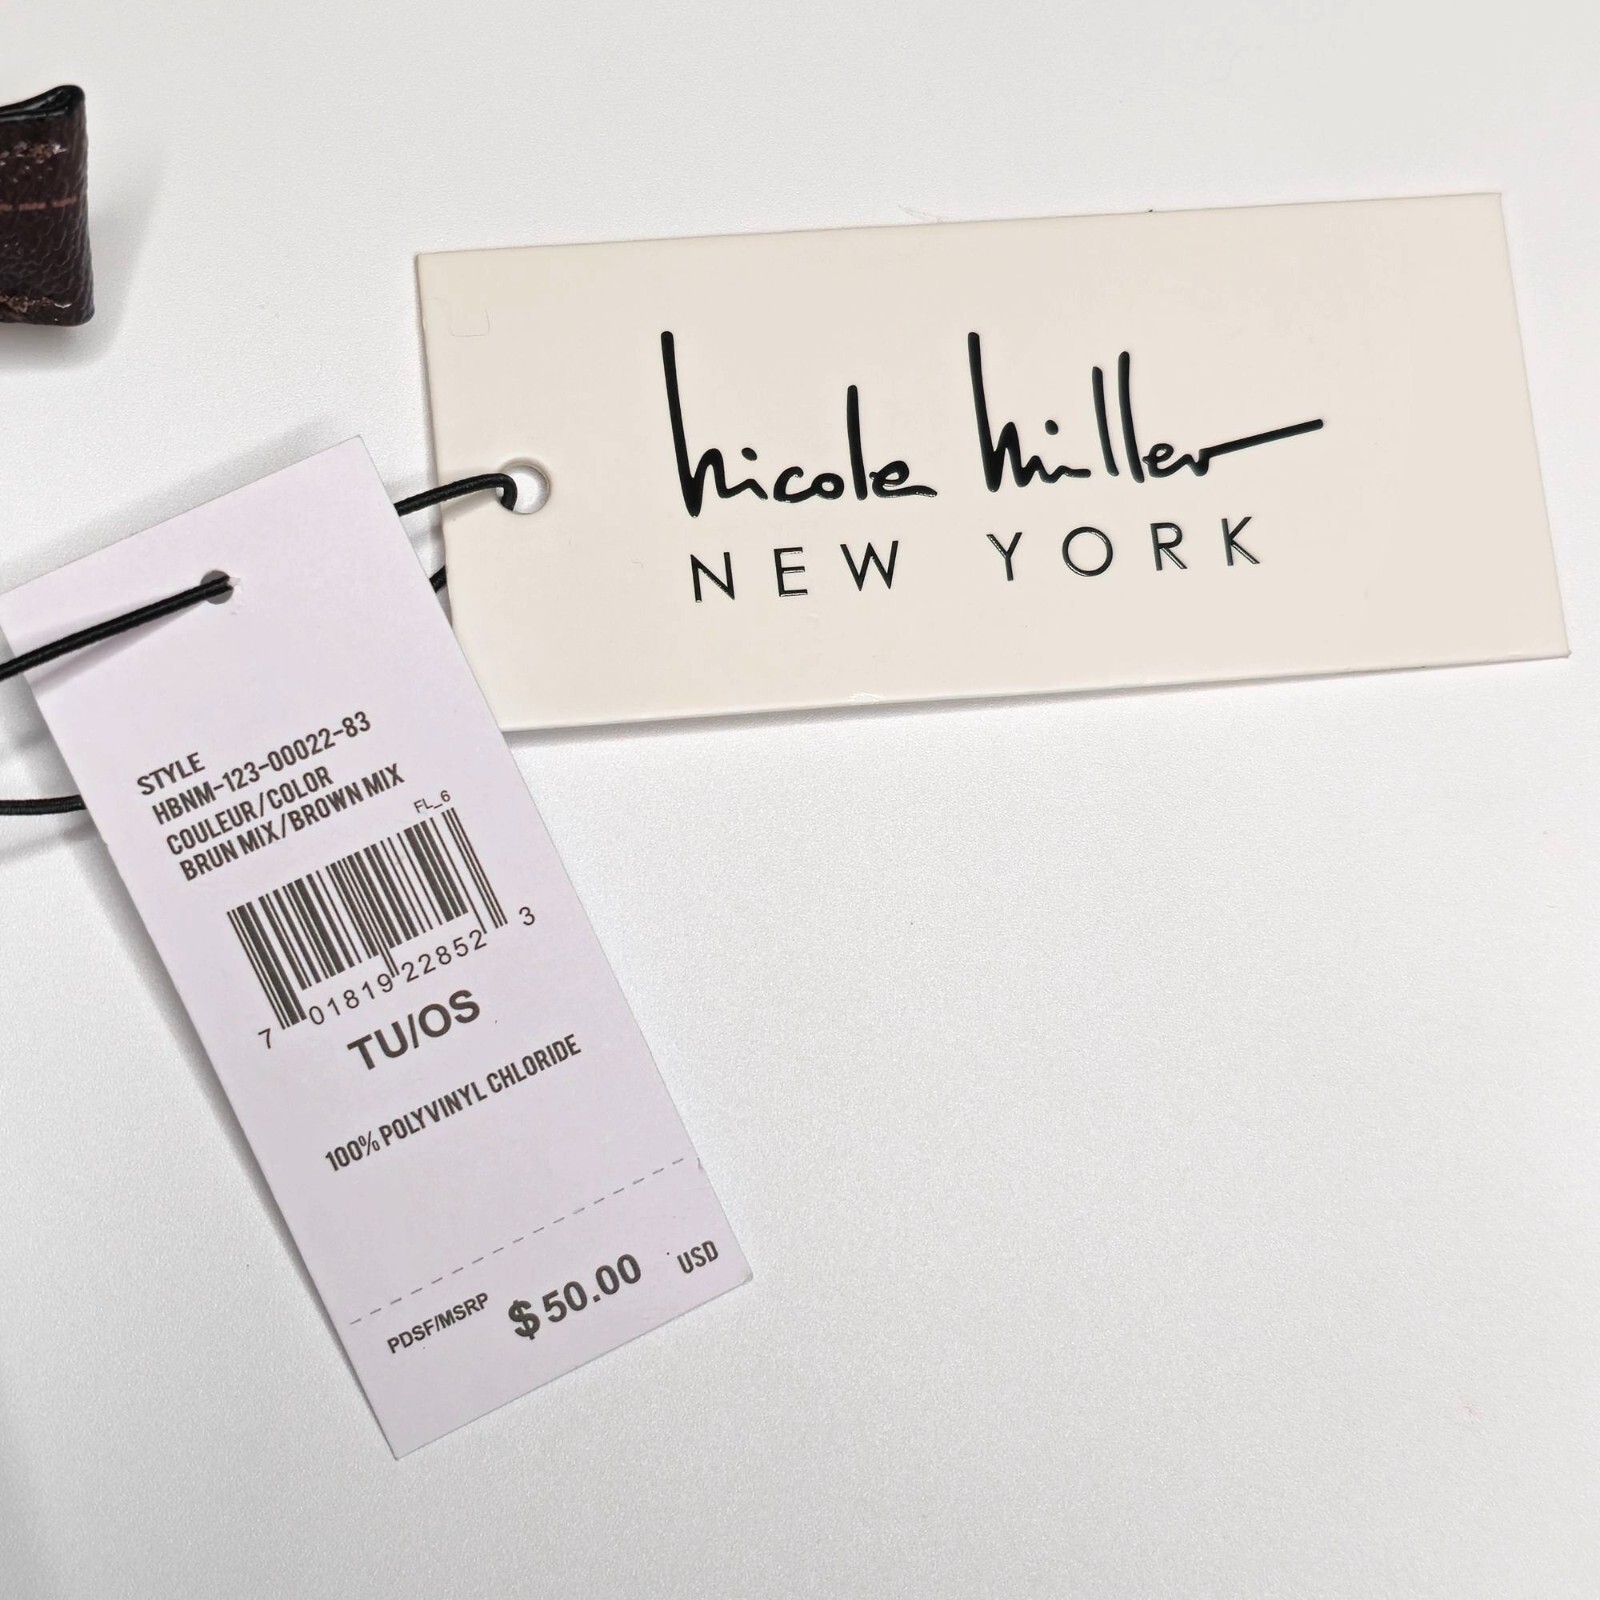 nicole miller
NEW YORK
STYLE
HBNM-123-00022-83
COULEUR/COLOR
BRUN MIX/BROWN MIX
FL_6
7 01819 22852 3
TU/OS
100% POLYVINYL CHLORIDE
PDSF/MSRP $50.00 USD